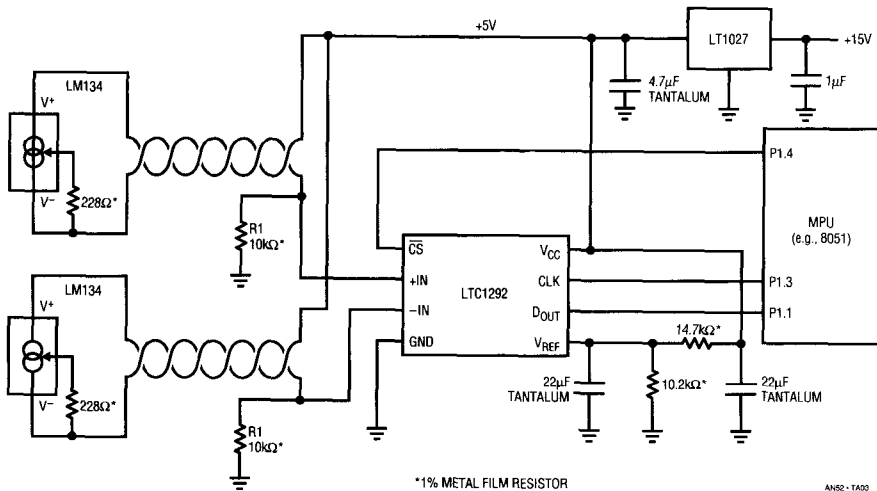 +5V
LT1027
+15V
4.7µF
TANTALUM
1µF
LM134
V+
V−
228Ω*
R1
10kΩ*
P1.4
MPU
(e.g., 8051)
CS
VCC
+IN
CLK
P1.3
LTC1292
−IN
DOUT
P1.1
GND
VREF
14.7kΩ*
LM134
V+
V−
228Ω*
R1
10kΩ*
22µF
TANTALUM
10.2kΩ*
22µF
TANTALUM
*1% METAL FILM RESISTOR
AN52 • TA03